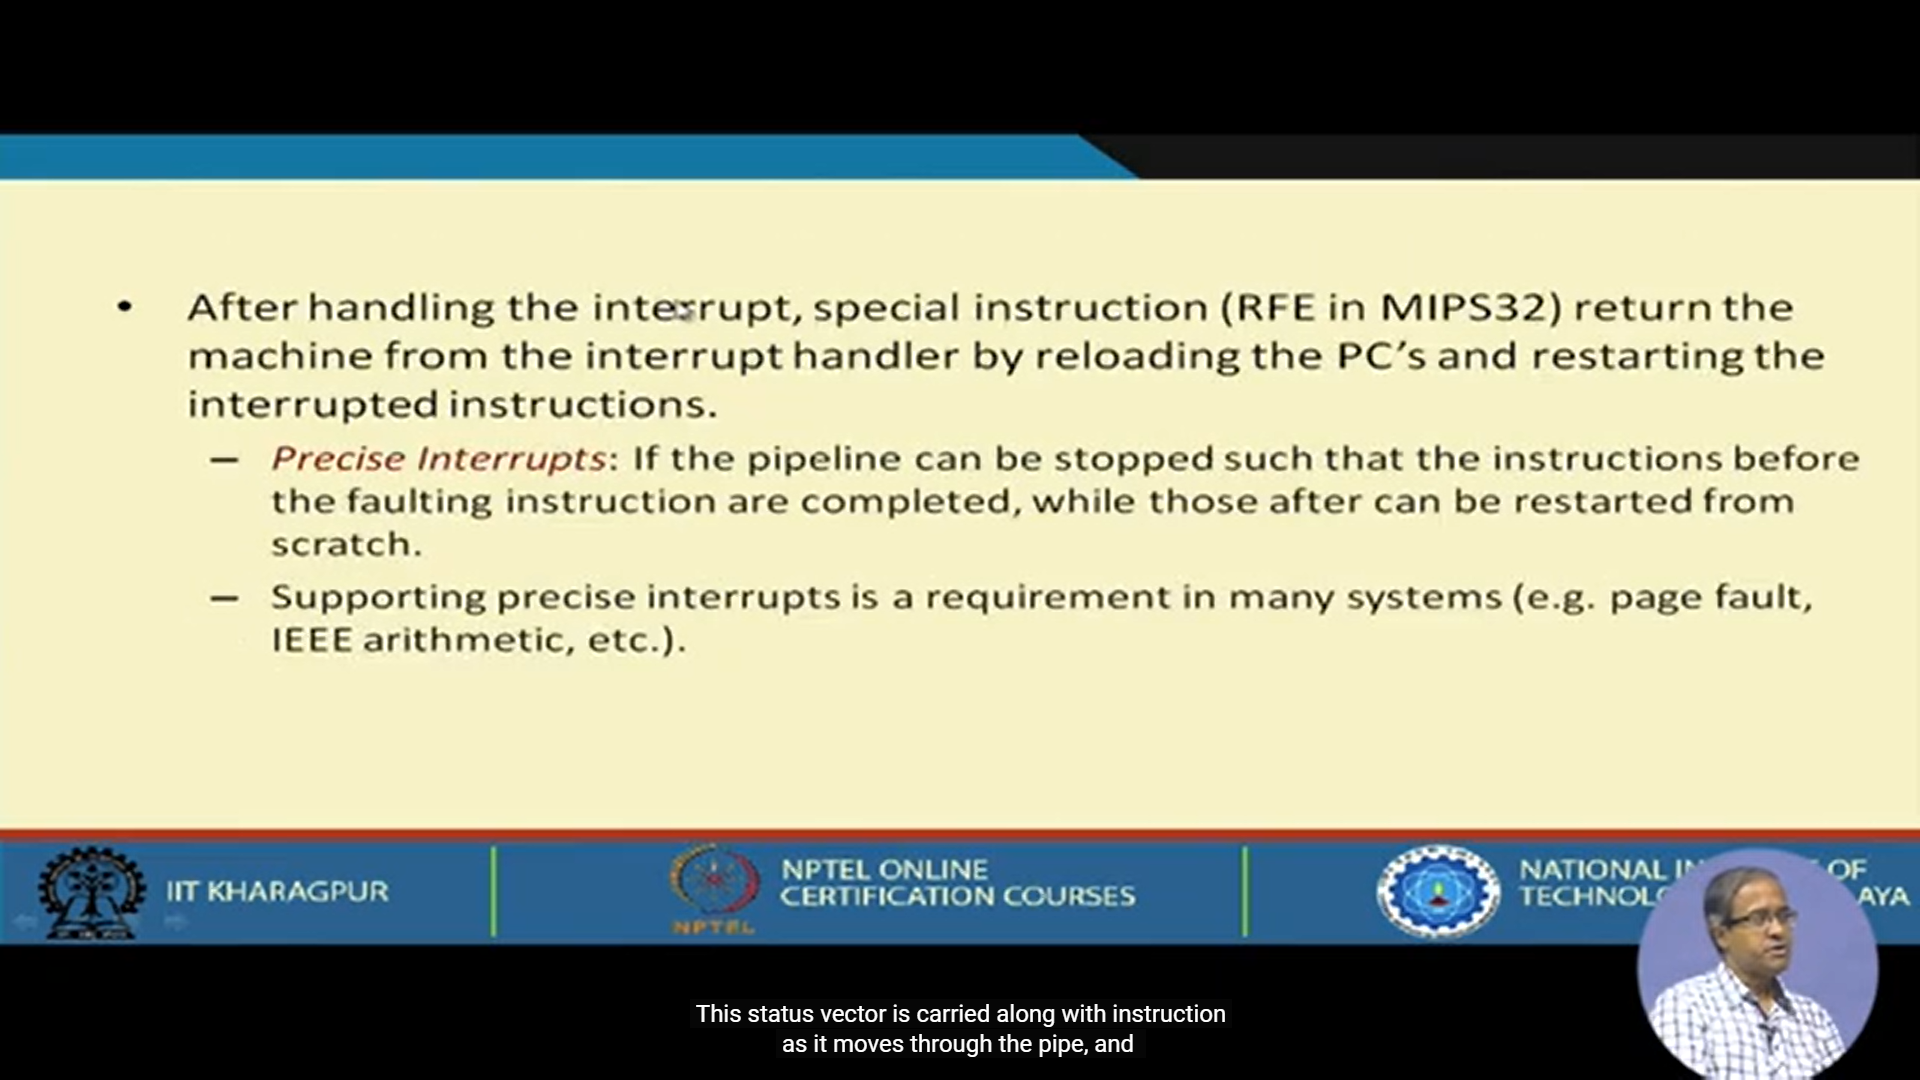 • After handling the interrupt, special instruction (RFE in MIPS32) return the
machine from the interrupt handler by reloading the PC’s and restarting the
interrupted instructions.
– Precise Interrupts: If the pipeline can be stopped such that the instructions before
the faulting instruction are completed, while those after can be restarted from
scratch.
– Supporting precise interrupts is a requirement in many systems (e.g. page fault,
IEEE arithmetic, etc.).
IIT KHARAGPUR
NPTEL
NPTEL ONLINE
CERTIFICATION COURSES
NATIONAL OF
AYA
This status vector is carried along with instruction
as it moves through the pipe, and